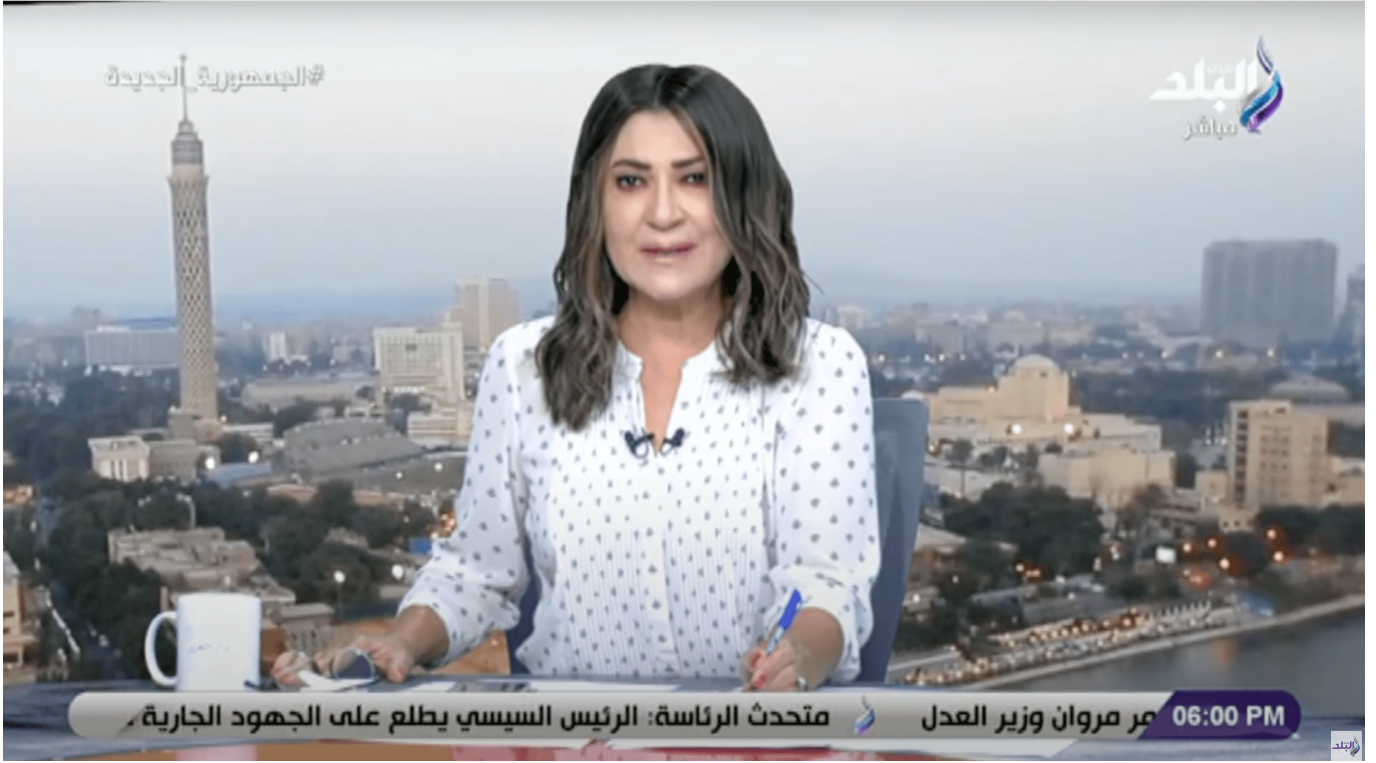 #الجمهورية_الجديدة
البلد
مباشر
مر مروان وزير العدل
متحدث الرئاسة: الرئيس السيسي يطلع على الجهود الجارية
06:00 PM
البلد